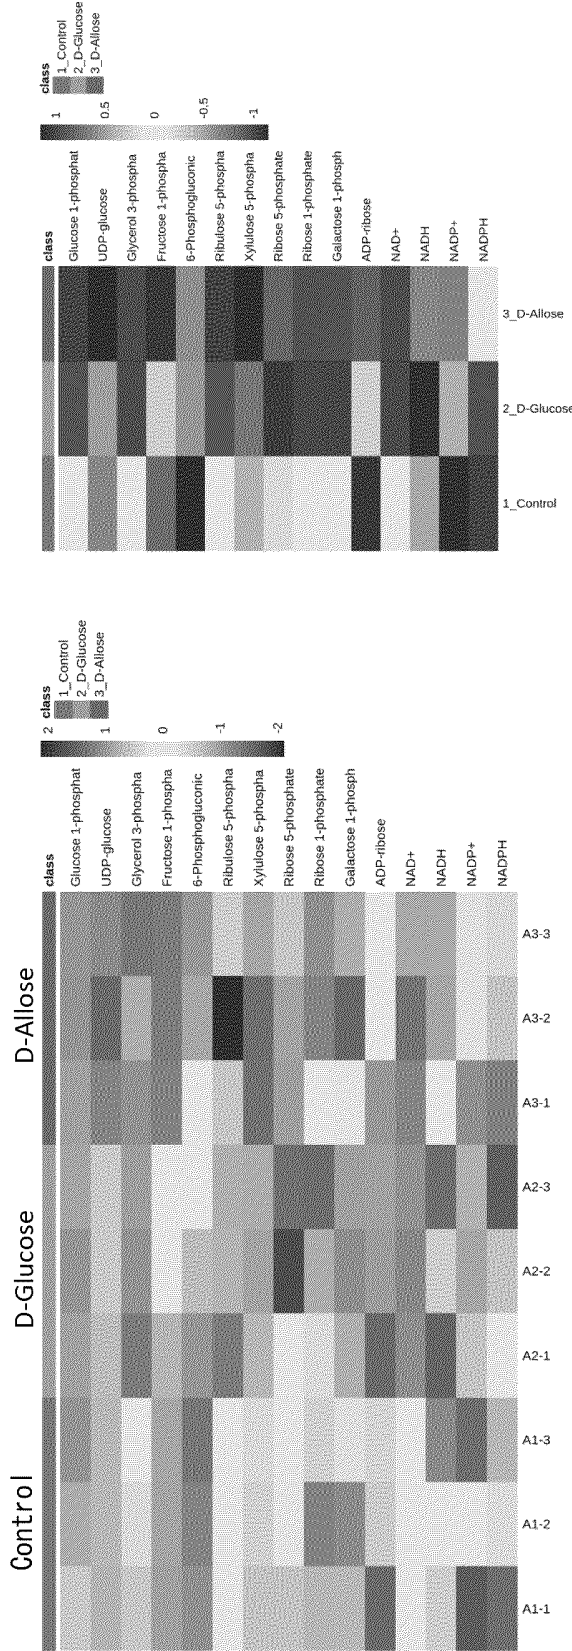 class
1_Control
2_D-Glucose
3_D-Allose
1
0.5
0
-0.5
-1
class
Glucose 1-phosphat
UDP-glucose
Glycerol 3-phospha
Fructose 1-phospha
6-Phosphogluconic
Ribulose 5-phospha
Xylulose 5-phospha
Ribose 5-phosphate
Ribose 1-phosphate
Galactose 1-phosph
ADP-ribose
NAD+
NADH
NADP+
NADPH
3_D-Allose
2_D-Glucose
1_Control
class
1_Control
2_D-Glucose
3_D-Allose
2
1
0
-1
-2
class
Glucose 1-phosphat
UDP-glucose
Glycerol 3-phospha
Fructose 1-phospha
6-Phosphogluconic
Ribulose 5-phospha
Xylulose 5-phospha
Ribose 5-phosphate
Ribose 1-phosphate
Galactose 1-phosph
ADP-ribose
NAD+
NADH
NADP+
NADPH
D-Allose
D-Glucose
Control
A3-3
A3-2
A3-1
A2-3
A2-2
A2-1
A1-3
A1-2
A1-1